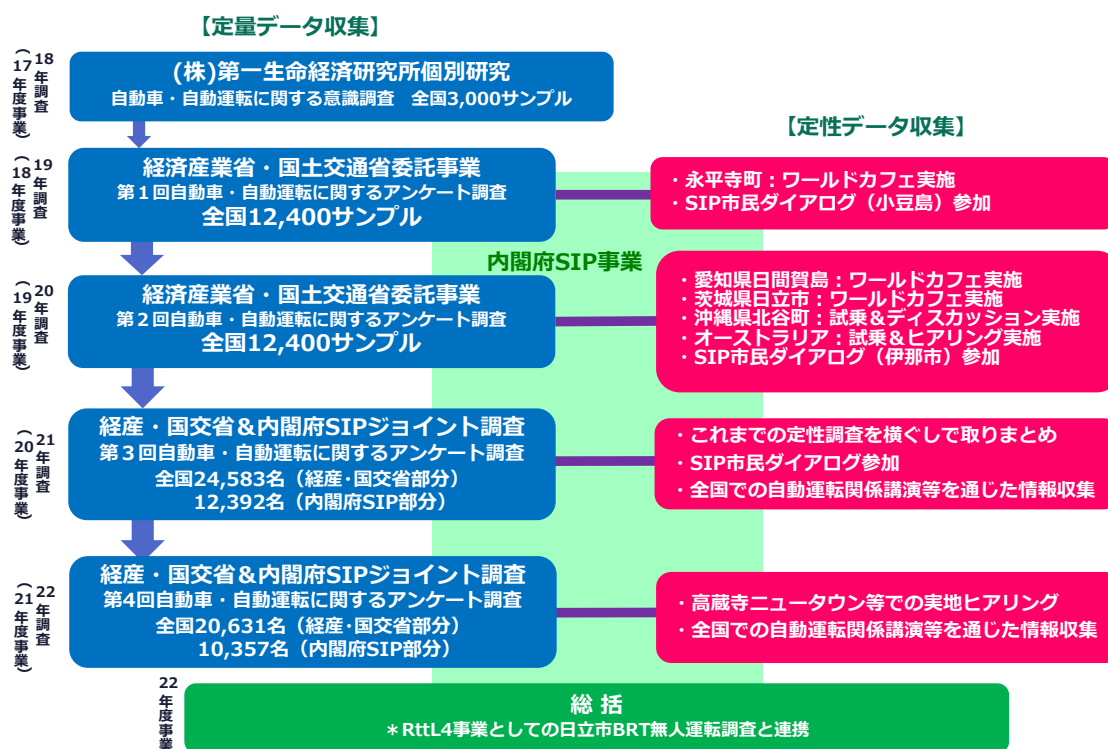 【定量データ収集】
18年調査
(17年度事業)
(株)第一生命経済研究所個別研究
自動車・自動運転に関する意識調査　全国3,000サンプル
【定性データ収集】
19年調査
(18年度事業)
経済産業省・国土交通省委託事業
第１回自動車・自動運転に関するアンケート調査
全国12,400サンプル
・永平寺町：ワールドカフェ実施
・SIP市民ダイアログ（小豆島）参加
内閣府SIP事業
20年調査
(19年度事業)
経済産業省・国土交通省委託事業
第２回自動車・自動運転に関するアンケート調査
全国12,400サンプル
・愛知県日間賀島：ワールドカフェ実施
・茨城県日立市：ワールドカフェ実施
・沖縄県北谷町：試乗＆ディスカッション実施
・オーストラリア：試乗＆ヒアリング実施
・SIP市民ダイアログ（伊那市）参加
21年調査
(20年度事業)
経産・国交省＆内閣府SIPジョイント調査
第３回自動車・自動運転に関するアンケート調査
全国24,583名（経産・国交省部分）
12,392名（内閣府SIP部分）
・これまでの定性調査を横ぐしで取りまとめ
・SIP市民ダイアログ参加
・全国での自動運転関係講演等を通じた情報収集
22年調査
(21年度事業)
経産・国交省＆内閣府SIPジョイント調査
第4回自動車・自動運転に関するアンケート調査
全国20,631名（経産・国交省部分）
10,357名（内閣府SIP部分）
・高蔵寺ニュータウン等での実地ヒアリング
・全国での自動運転関係講演等を通じた情報収集
22年度事業
総 括
＊RttL4事業としての日立市BRT無人運転調査と連携